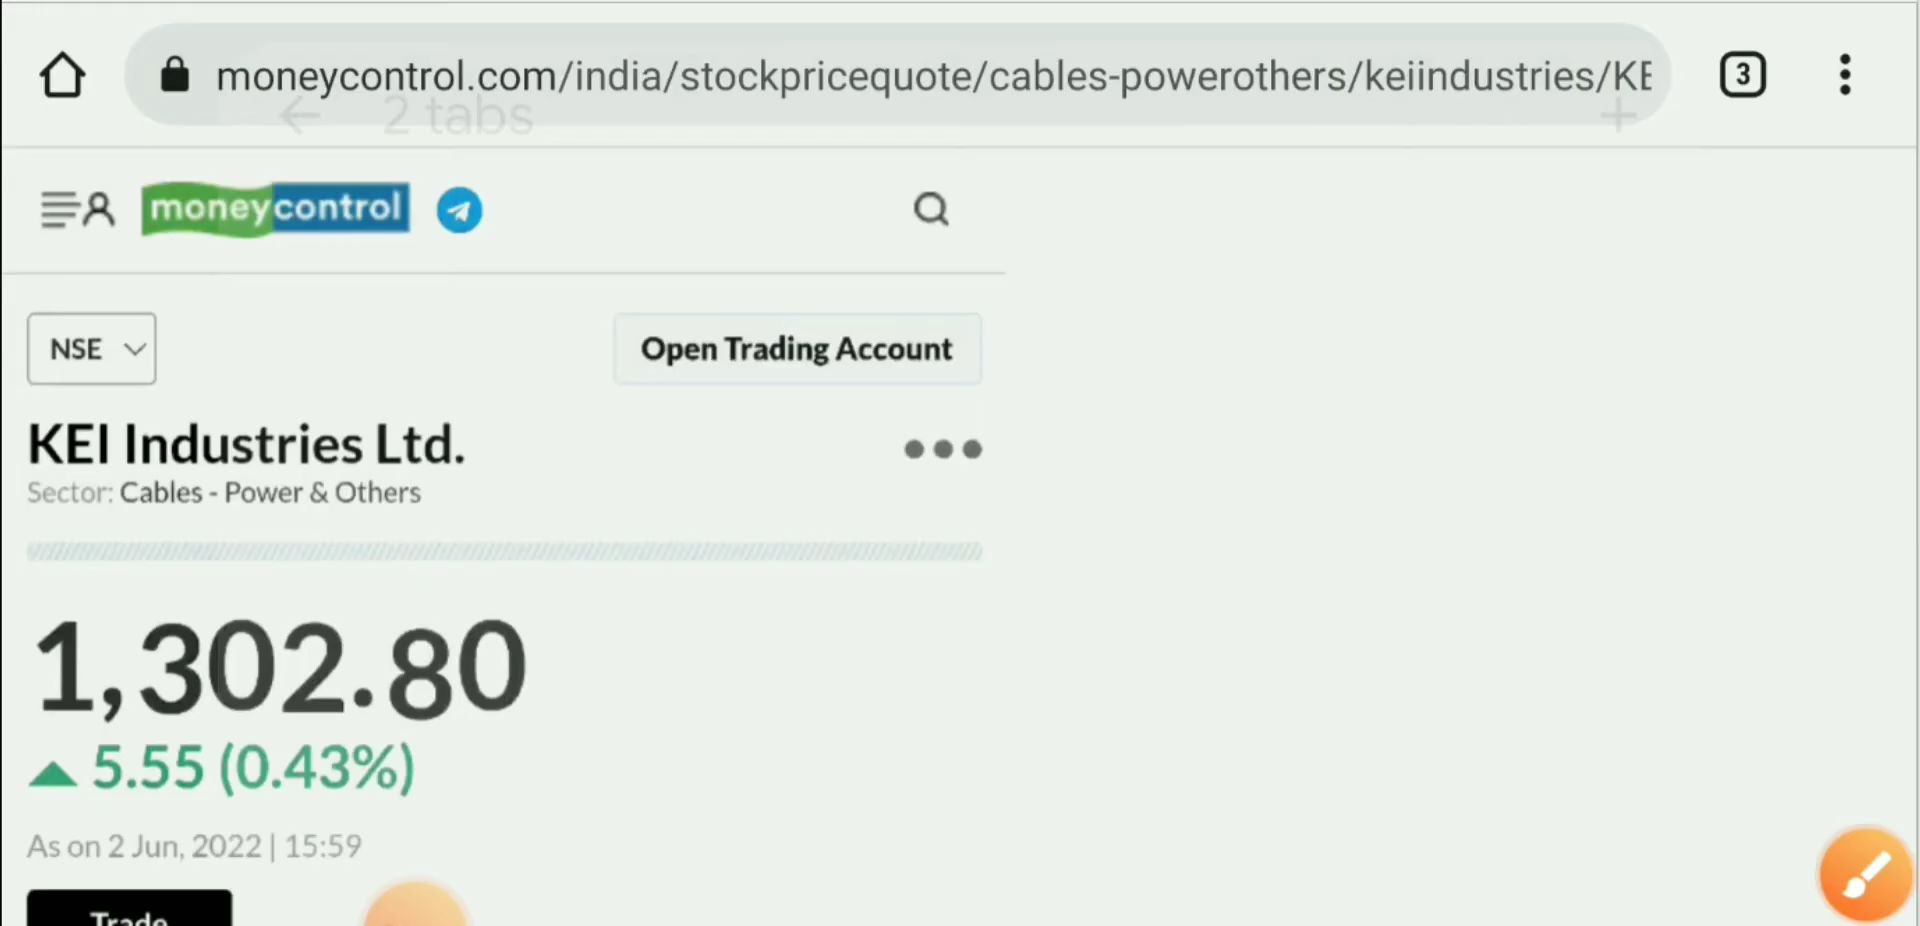 moneycontrol.com/india/stockpricequote/cables-powerothers/keiindustries/KE
3
2 tabs
moneycontrol
NSE
Open Trading Account
KEI Industries Ltd.
Sector: Cables - Power & Others
1,302.80
5.55 (0.43%)
As on 2 Jun, 2022 | 15:59
Trade